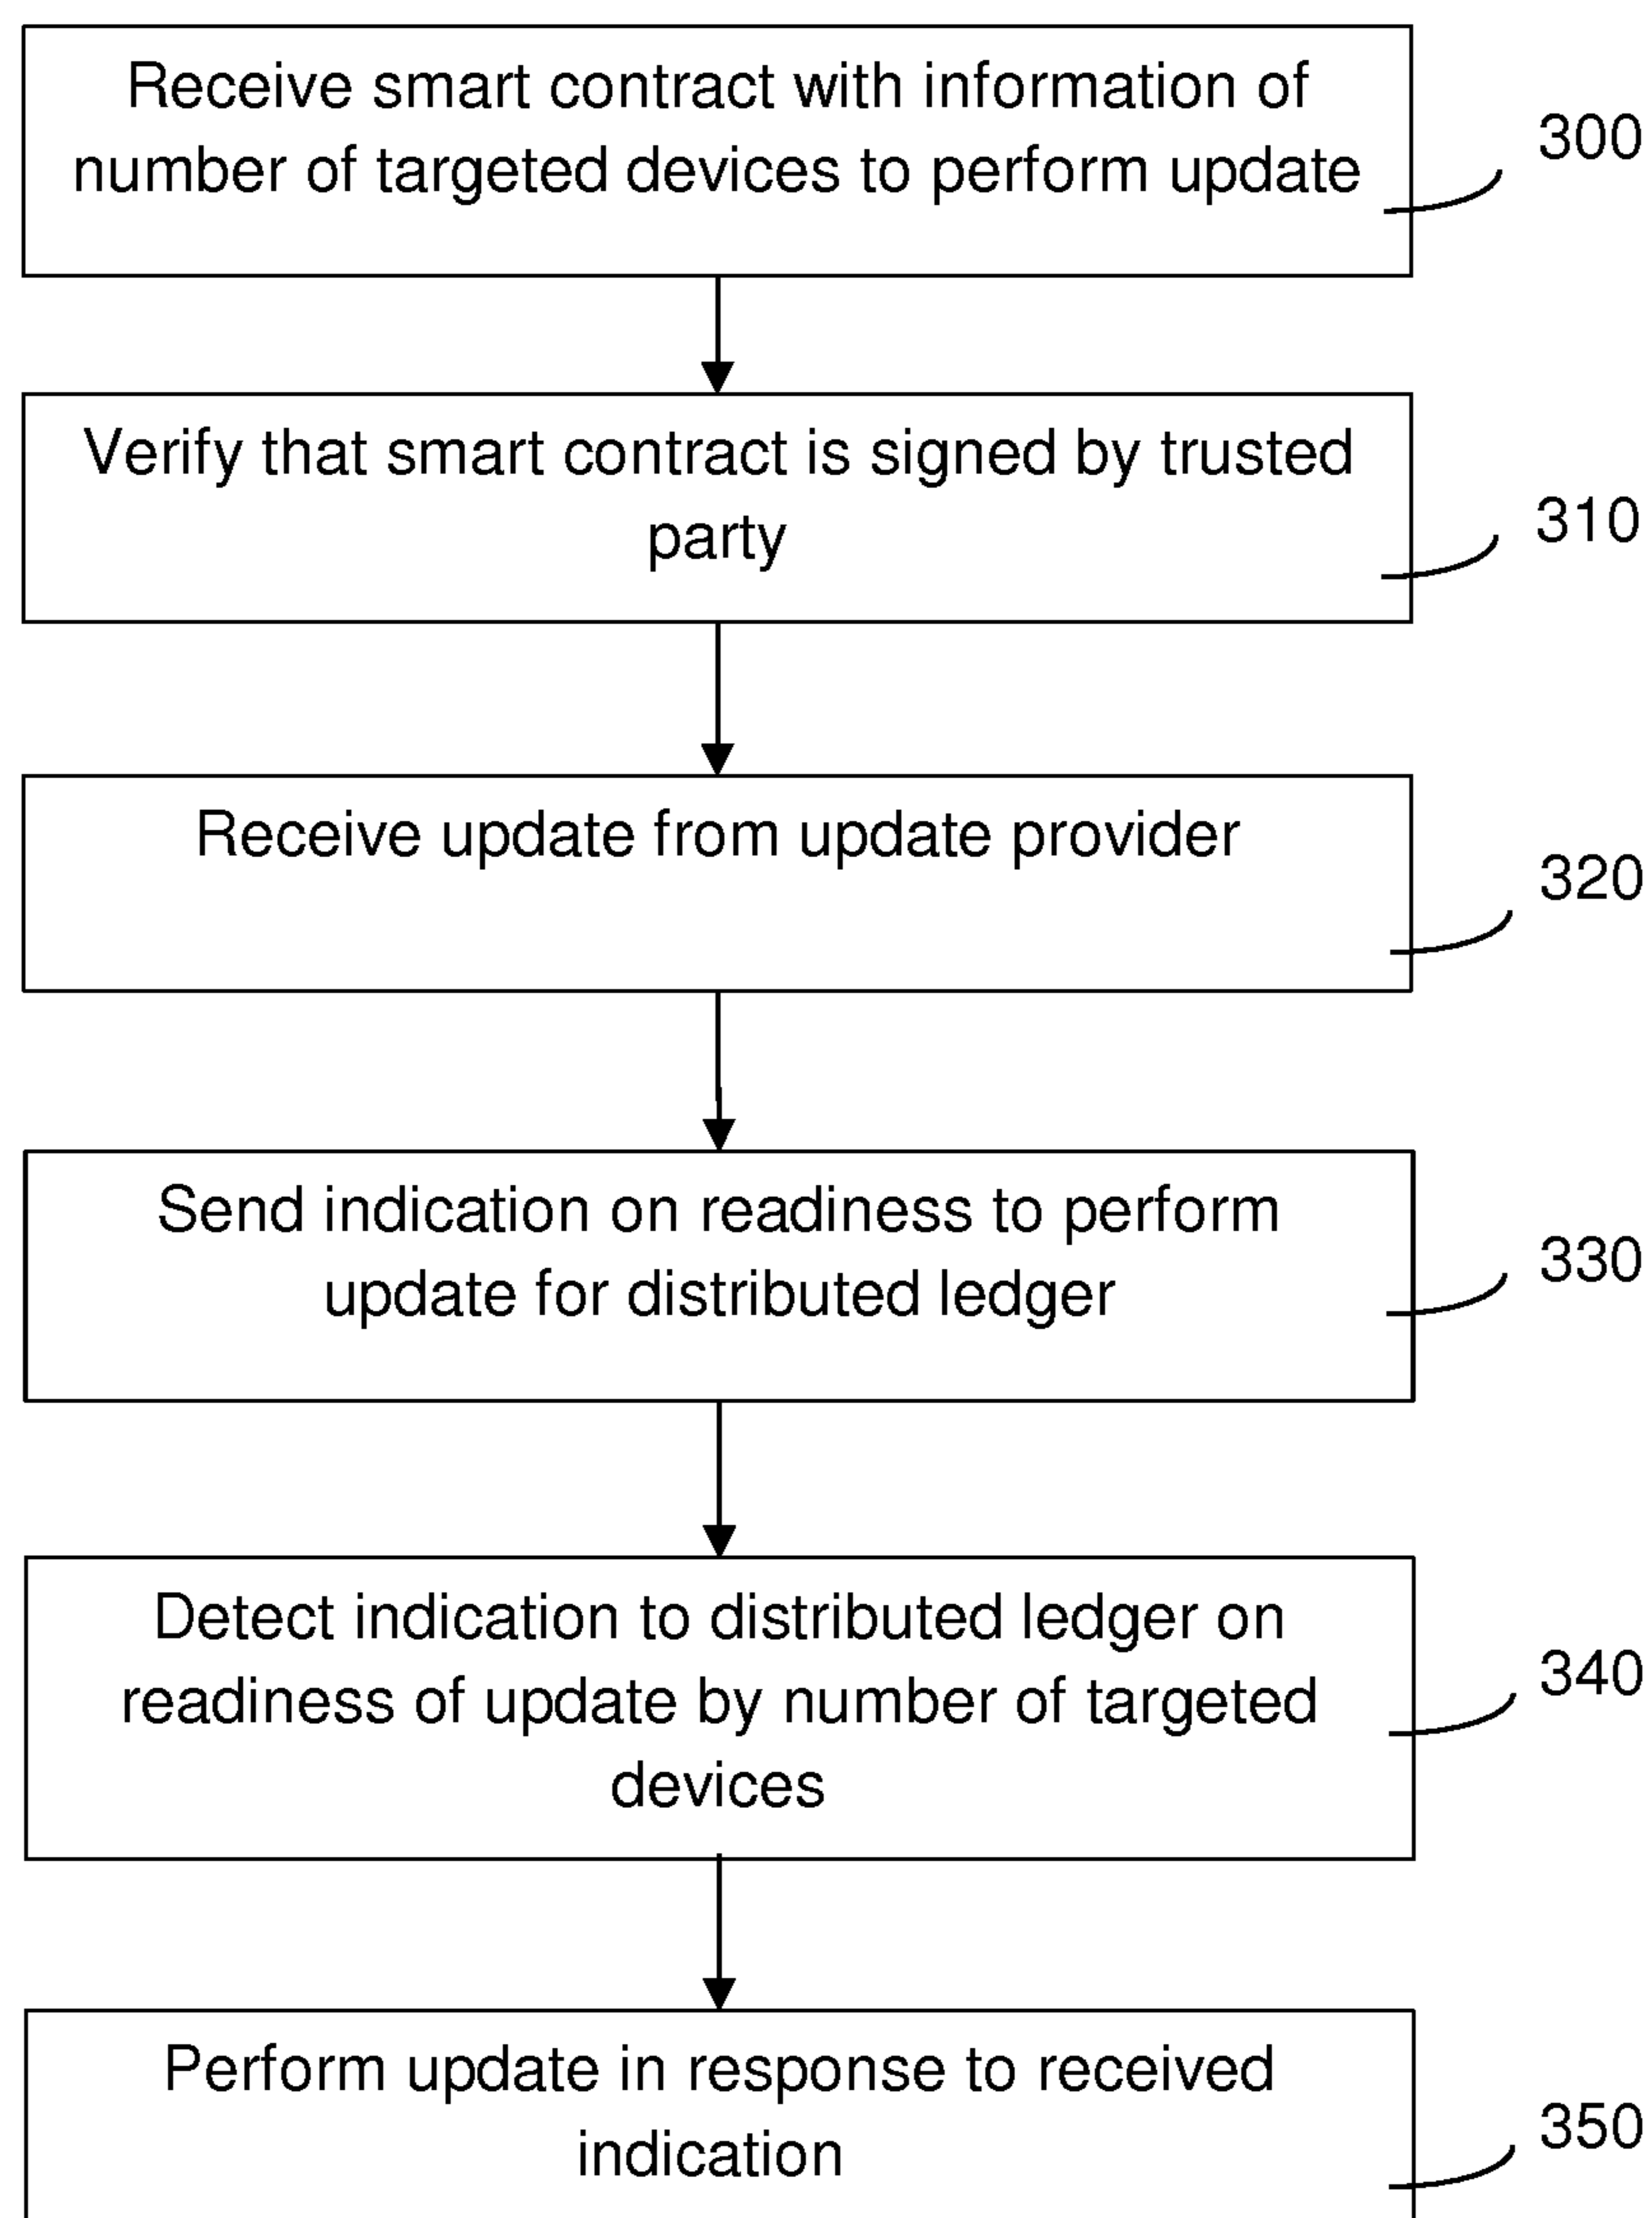 Receive smart contract with information of
number of targeted devices to perform update
300
Verify that smart contract is signed by trusted
party
310
Receive update from update provider
320
Send indication on readiness to perform
update for distributed ledger
330
Detect indication to distributed ledger on
readiness of update by number of targeted
devices
340
Perform update in response to received
indication
350